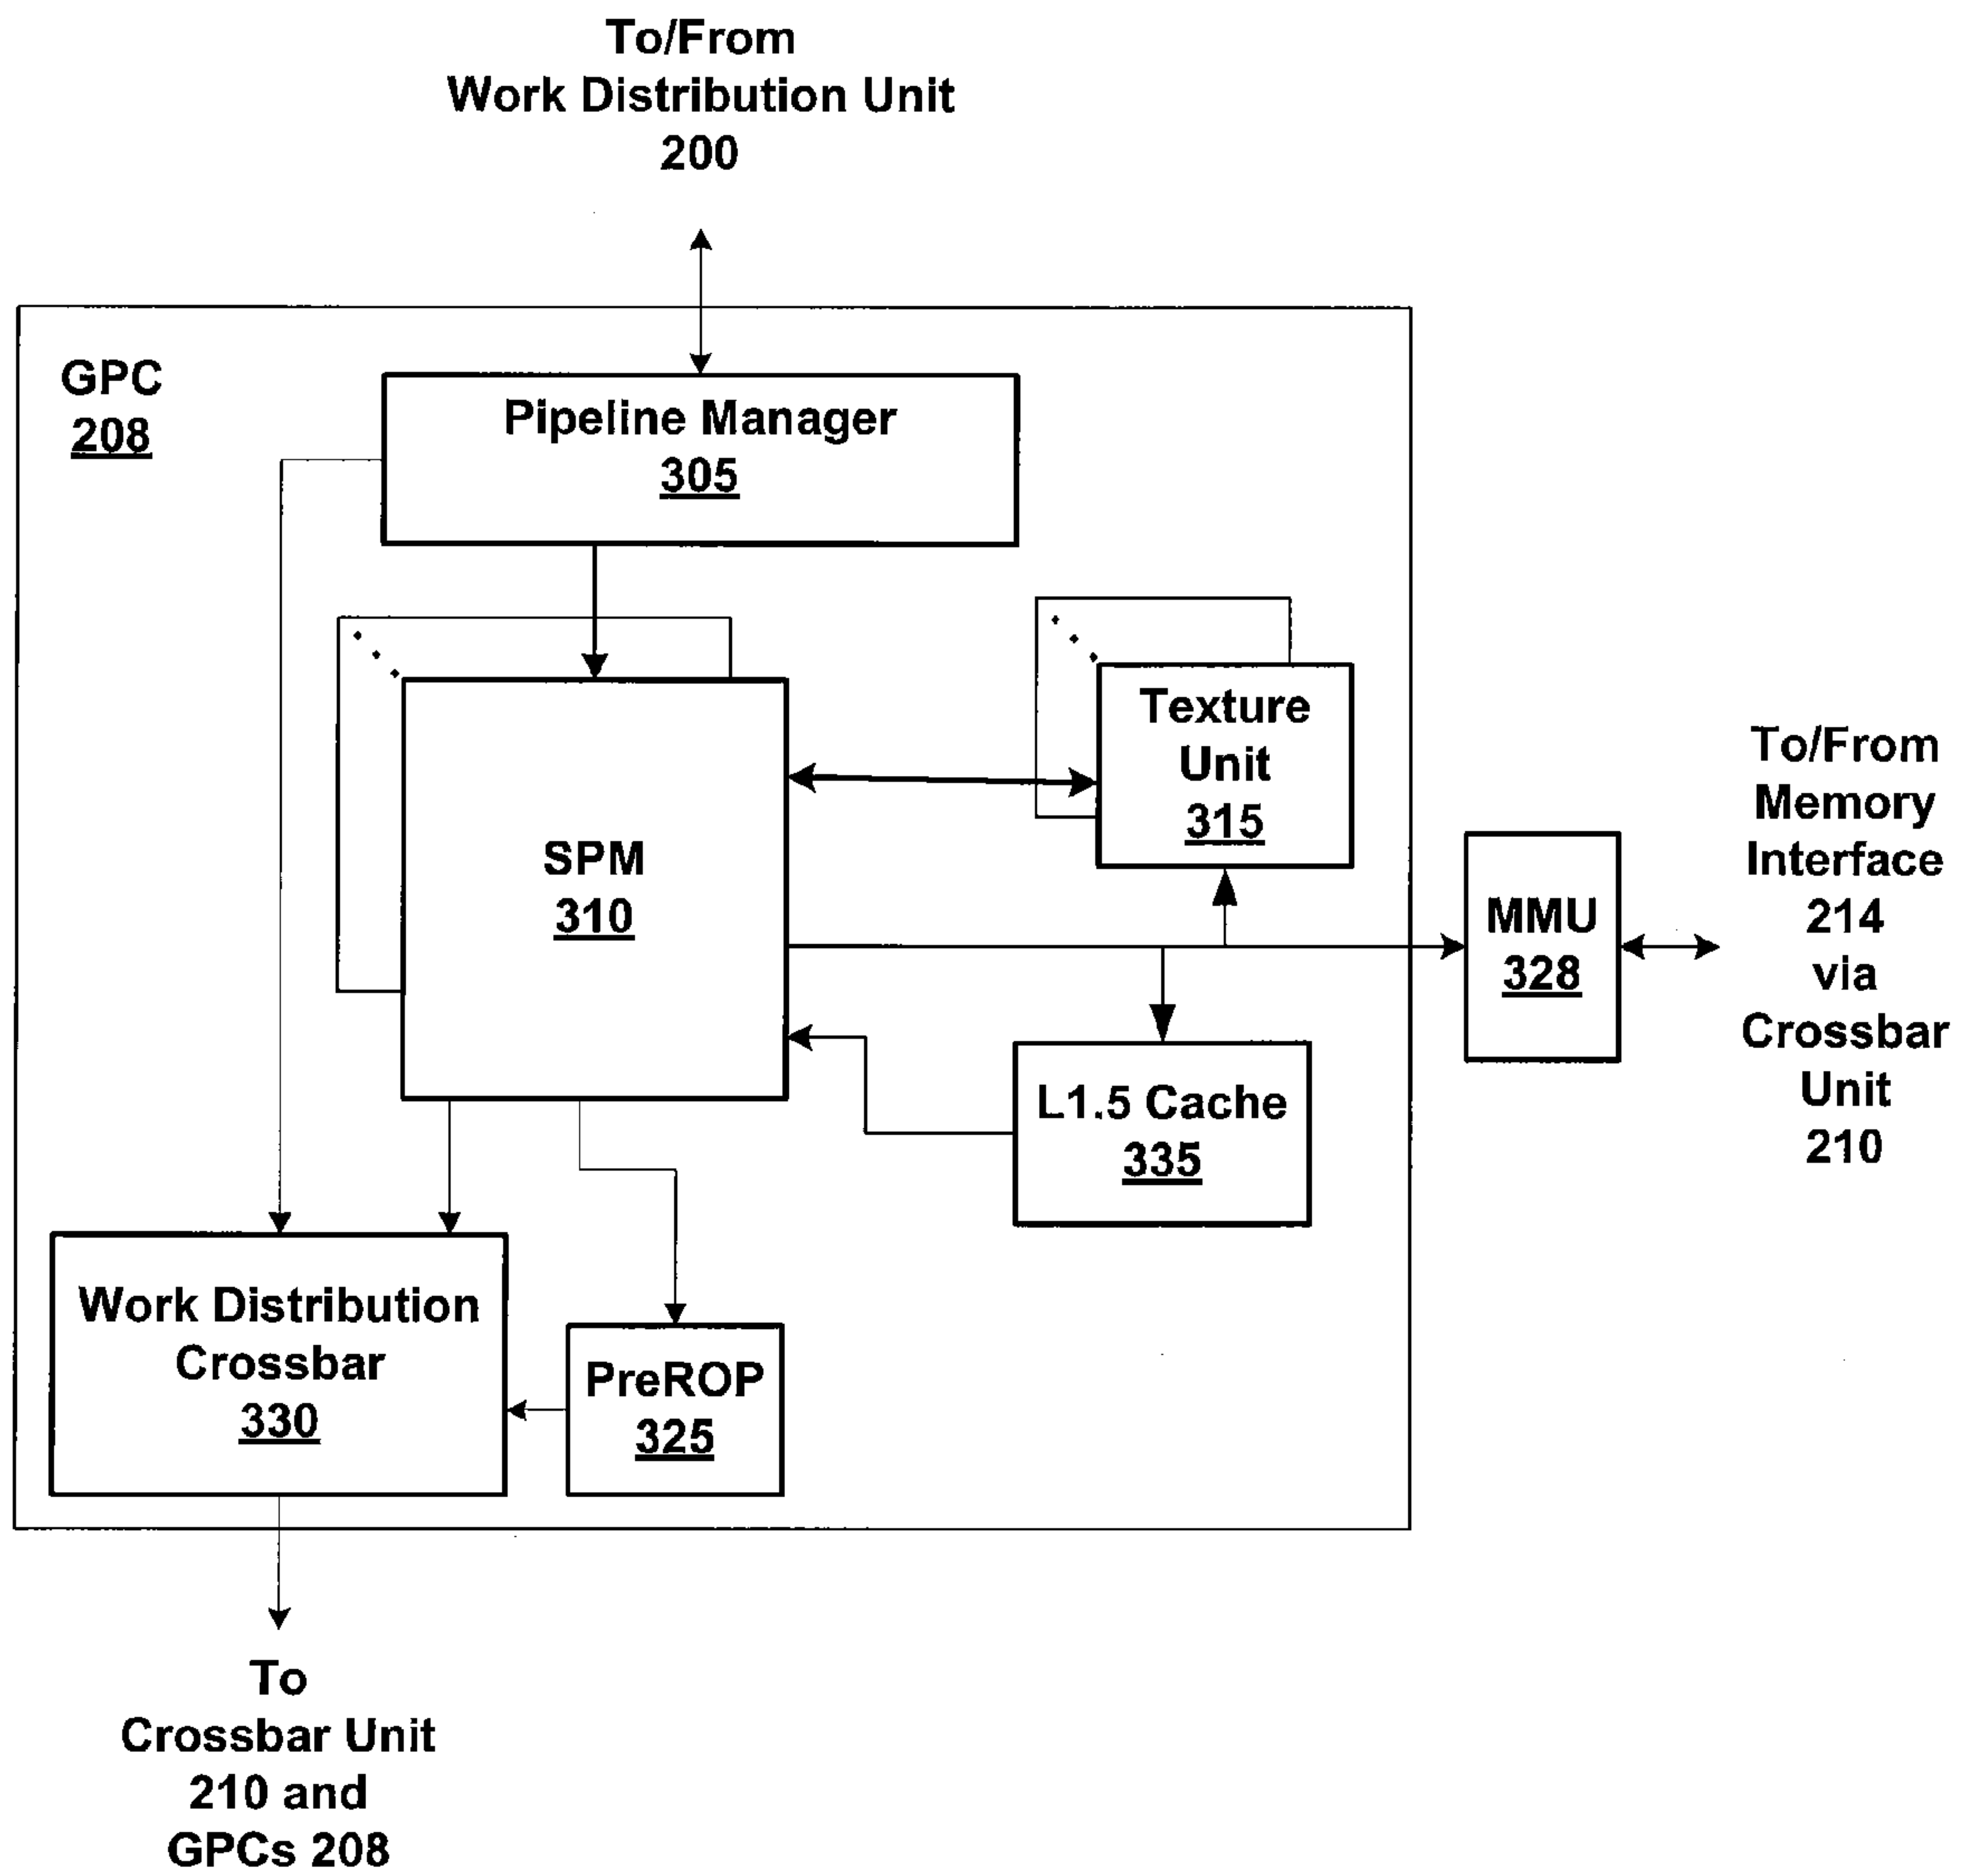 To/From
Work Distribution Unit
200
GPC
208
Pipeline Manager
305
Texture
Unit
315
SPM
310
To/From
Memory
Interface
214
via
Crossbar
Unit
210
MMU
328
L1.5 Cache
335
Work Distribution
Crossbar
330
PreROP
325
To
Crossbar Unit
210 and
GPCs 208